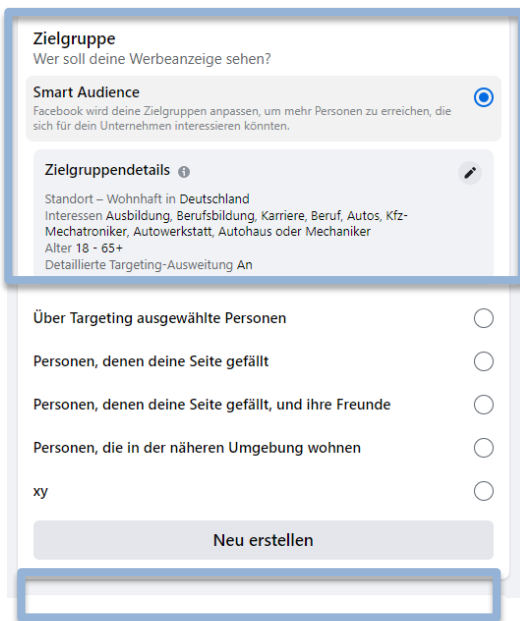 Zielgruppe
Wer soll deine Werbeanzeige sehen?
Smart Audience
Facebook wird deine Zielgruppen anpassen, um mehr Personen zu erreichen, die
sich für dein Unternehmen interessieren könnten.
Zielgruppendetails
Standort – Wohnhaft in Deutschland
Interessen Ausbildung, Berufsbildung, Karriere, Beruf, Autos, Kfz-
Mechatroniker, Autowerkstatt, Autohaus oder Mechaniker
Alter 18 - 65+
Detaillierte Targeting-Ausweitung An
Über Targeting ausgewählte Personen
Personen, denen deine Seite gefällt
Personen, denen deine Seite gefällt, und ihre Freunde
Personen, die in der näheren Umgebung wohnen
xy
Neu erstellen